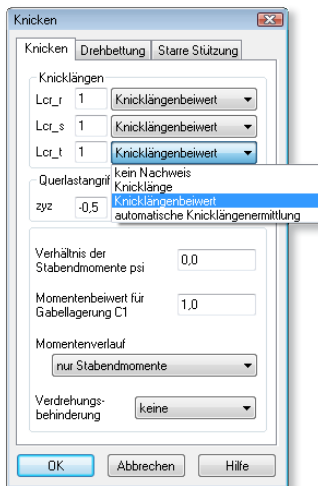 Knicken
Knicken Drehbettung Starre Stützung
Knicklängen
Lcr_r 1 Knicklängenbeiwert
Lcr_s 1 Knicklängenbeiwert
Lcr_t 1 Knicklängenbeiwert
kein Nachweis
Querlastangrif Knicklänge
Knicklängenbeiwert
zyz -0,5
automatische Knicklängenermittlung
Verhältnis der
Stabendmomente psi 0,0
Momentenbeiwert für
Gabellagerung C1 1,0
Momentenverlauf
nur Stabendmomente
Verdrehungs-
behinderung keine
OK Abbrechen Hilfe